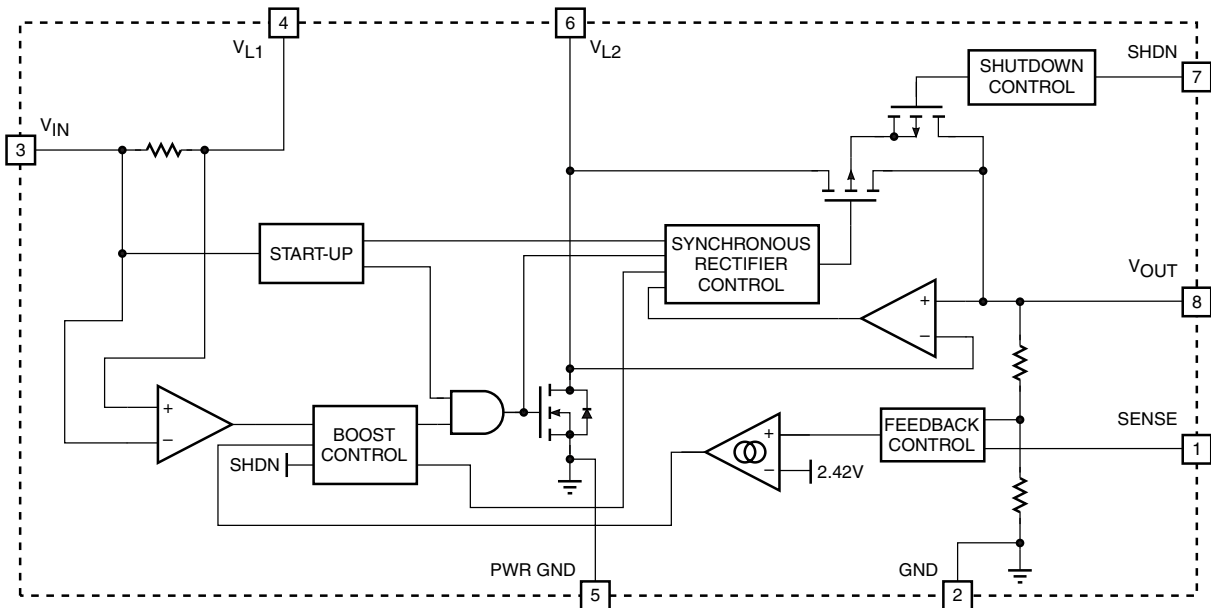 4
6
VL1
VL2
SHDN
7
SHUTDOWN
CONTROL
VIN
3
START-UP
SYNCHRONOUS
RECTIFIER
CONTROL
VOUT
8
+
−
+
−
BOOST
CONTROL
SHDN
+
−
2.42V
FEEDBACK
CONTROL
SENSE
1
PWR GND
5
GND
2